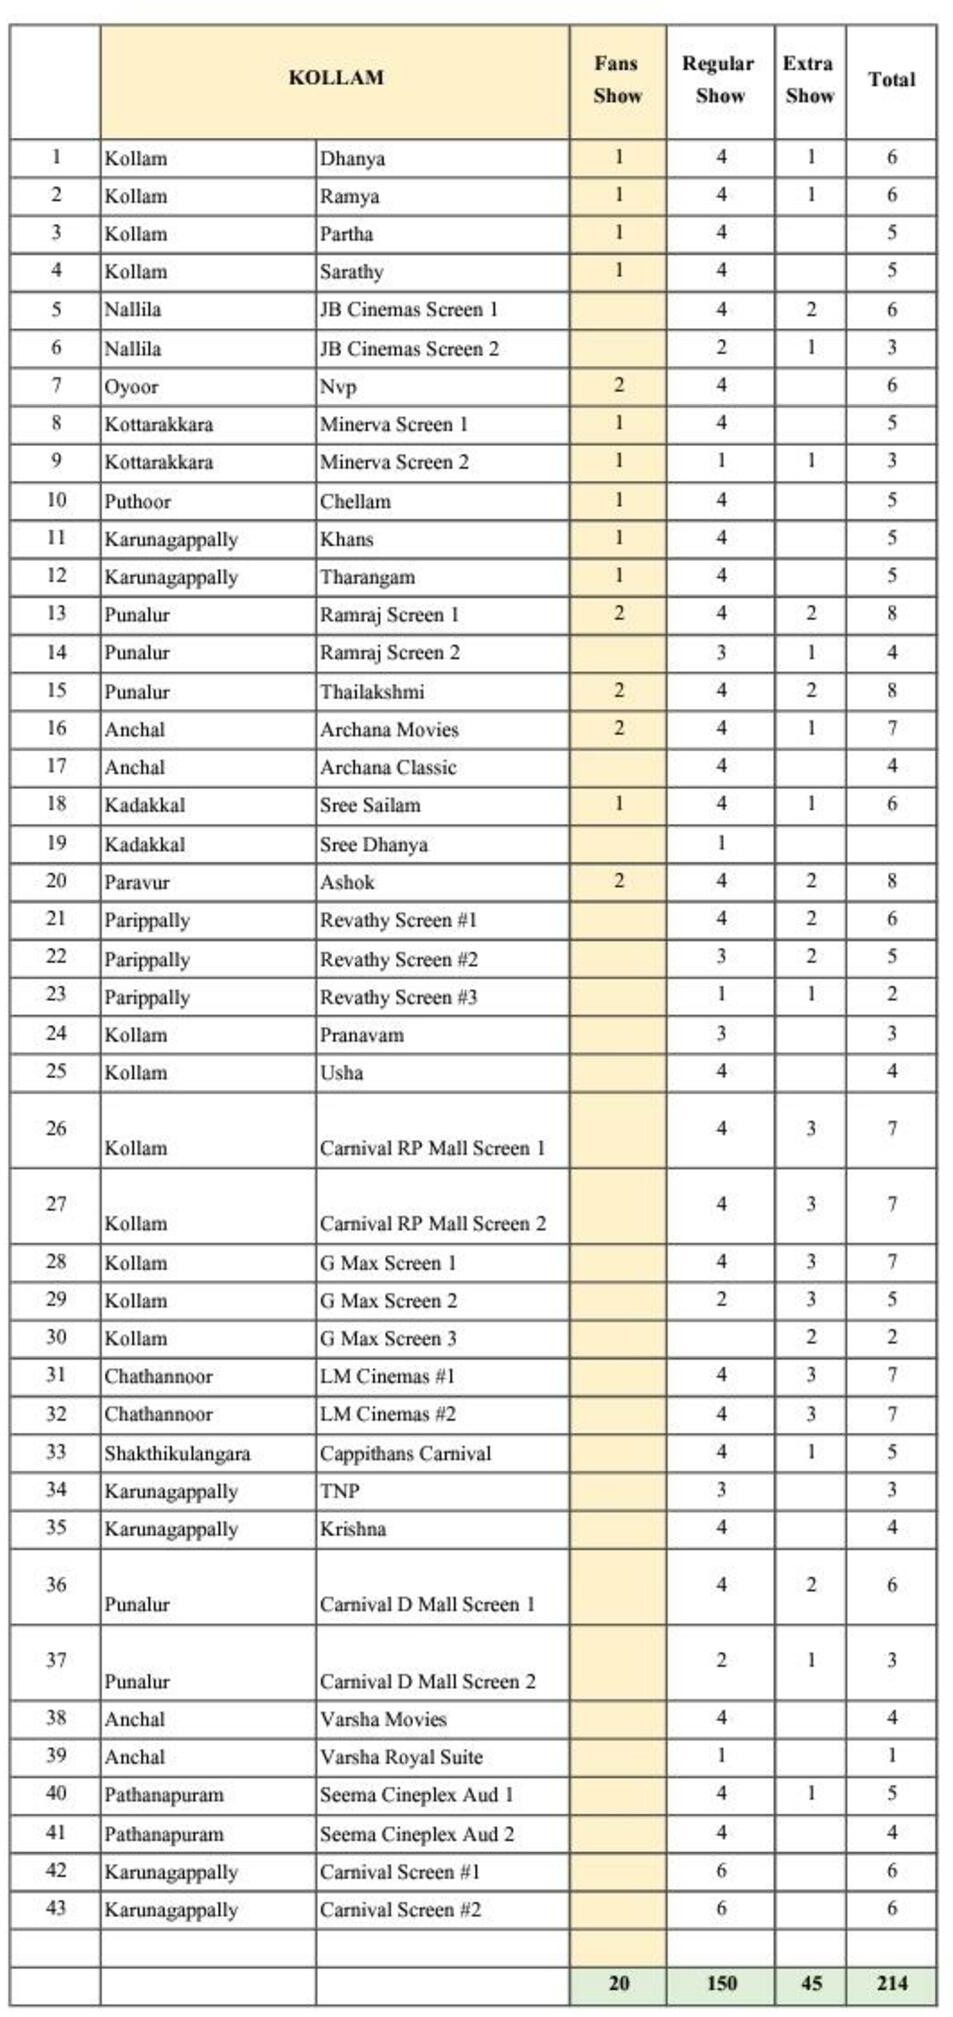 KOLLAM Fans Show Regular Show Extra Show Total
1 Kollam Dhanya 1 4 1 6
2 Kollam Ramya 1 4 1 6
3 Kollam Partha 1 4 5
4 Kollam Sarathy 1 4 5
5 Nallila JB Cinemas Screen 1 4 2 6
6 Nallila JB Cinemas Screen 2 2 1 3
7 Oyoor Nvp 2 4 6
8 Kottarakkara Minerva Screen 1 1 4 5
9 Kottarakkara Minerva Screen 2 1 1 1 3
10 Puthoor Chellam 1 4 5
11 Karunagappally Khans 1 4 5
12 Karunagappally Tharangam 1 4 5
13 Punalur Ramraj Screen 1 2 4 2 8
14 Punalur Ramraj Screen 2 3 1 4
15 Punalur Thailakshmi 2 4 2 8
16 Anchal Archana Movies 2 4 1 7
17 Anchal Archana Classic 4 4
18 Kadakkal Sree Sailam 1 4 1 6
19 Kadakkal Sree Dhanya 1
20 Paravur Ashok 2 4 2 8
21 Parippally Revathy Screen #1 4 2 6
22 Parippally Revathy Screen #2 3 2 5
23 Parippally Revathy Screen #3 1 1 2
24 Kollam Pranavam 3 3
25 Kollam Usha 4 4
26 Kollam Carnival RP Mall Screen 1 4 3 7
27 Kollam Carnival RP Mall Screen 2 4 3 7
28 Kollam G Max Screen 1 4 3 7
29 Kollam G Max Screen 2 2 3 5
30 Kollam G Max Screen 3 2 2
31 Chathannoor LM Cinemas #1 4 3 7
32 Chathannoor LM Cinemas #2 4 3 7
33 Shakthikulangara Cappithans Carnival 4 1 5
34 Karunagappally TNP 3 3
35 Karunagappally Krishna 4 4
36 Punalur Carnival D Mall Screen 1 4 2 6
37 Punalur Carnival D Mall Screen 2 2 1 3
38 Anchal Varsha Movies 4 4
39 Anchal Varsha Royal Suite 1 1
40 Pathanapuram Seema Cineplex Aud 1 4 1 5
41 Pathanapuram Seema Cineplex Aud 2 4 4
42 Karunagappally Carnival Screen #1 6 6
43 Karunagappally Carnival Screen #2 6 6
20 150 45 214